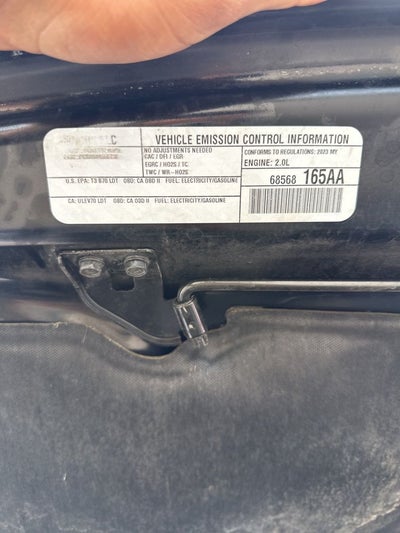 VEHICLE EMISSION CONTROL INFORMATION
NO ADJUSTMENTS NEEDED
CAC / DFI / EGR
EGRC / HO2S / TC
TWC / WR-HO2S
CONFORMS TO REGULATIONS: 2023 MY
ENGINE: 2.0L
U.S. EPA: T3 B70 LDT OBD: CA OBD II FUEL: ELECTRICITY/GASOLINE
68568 165AA
CA: ULEV70 LDT OBD: CA OBD II FUEL: ELECTRICITY/GASOLINE